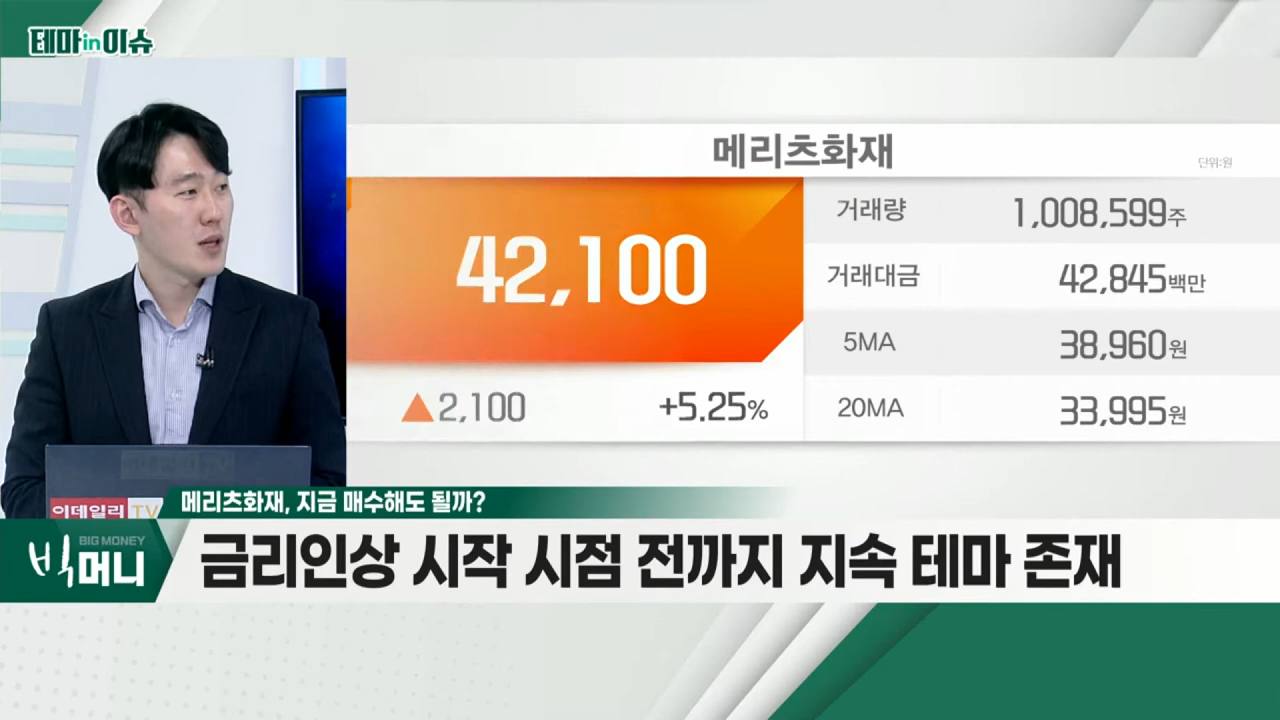 테마in이슈
메리츠화재
단위:원
42,100
▲2,100 +5.25%
거래량 1,008,599주
거래대금 42,845백만
5MA 38,960원
20MA 33,995원
이데일리TV
메리츠화재, 지금 매수해도 될까?
BIG MONEY
빅머니
금리인상 시작 시점 전까지 지속 테마 존재